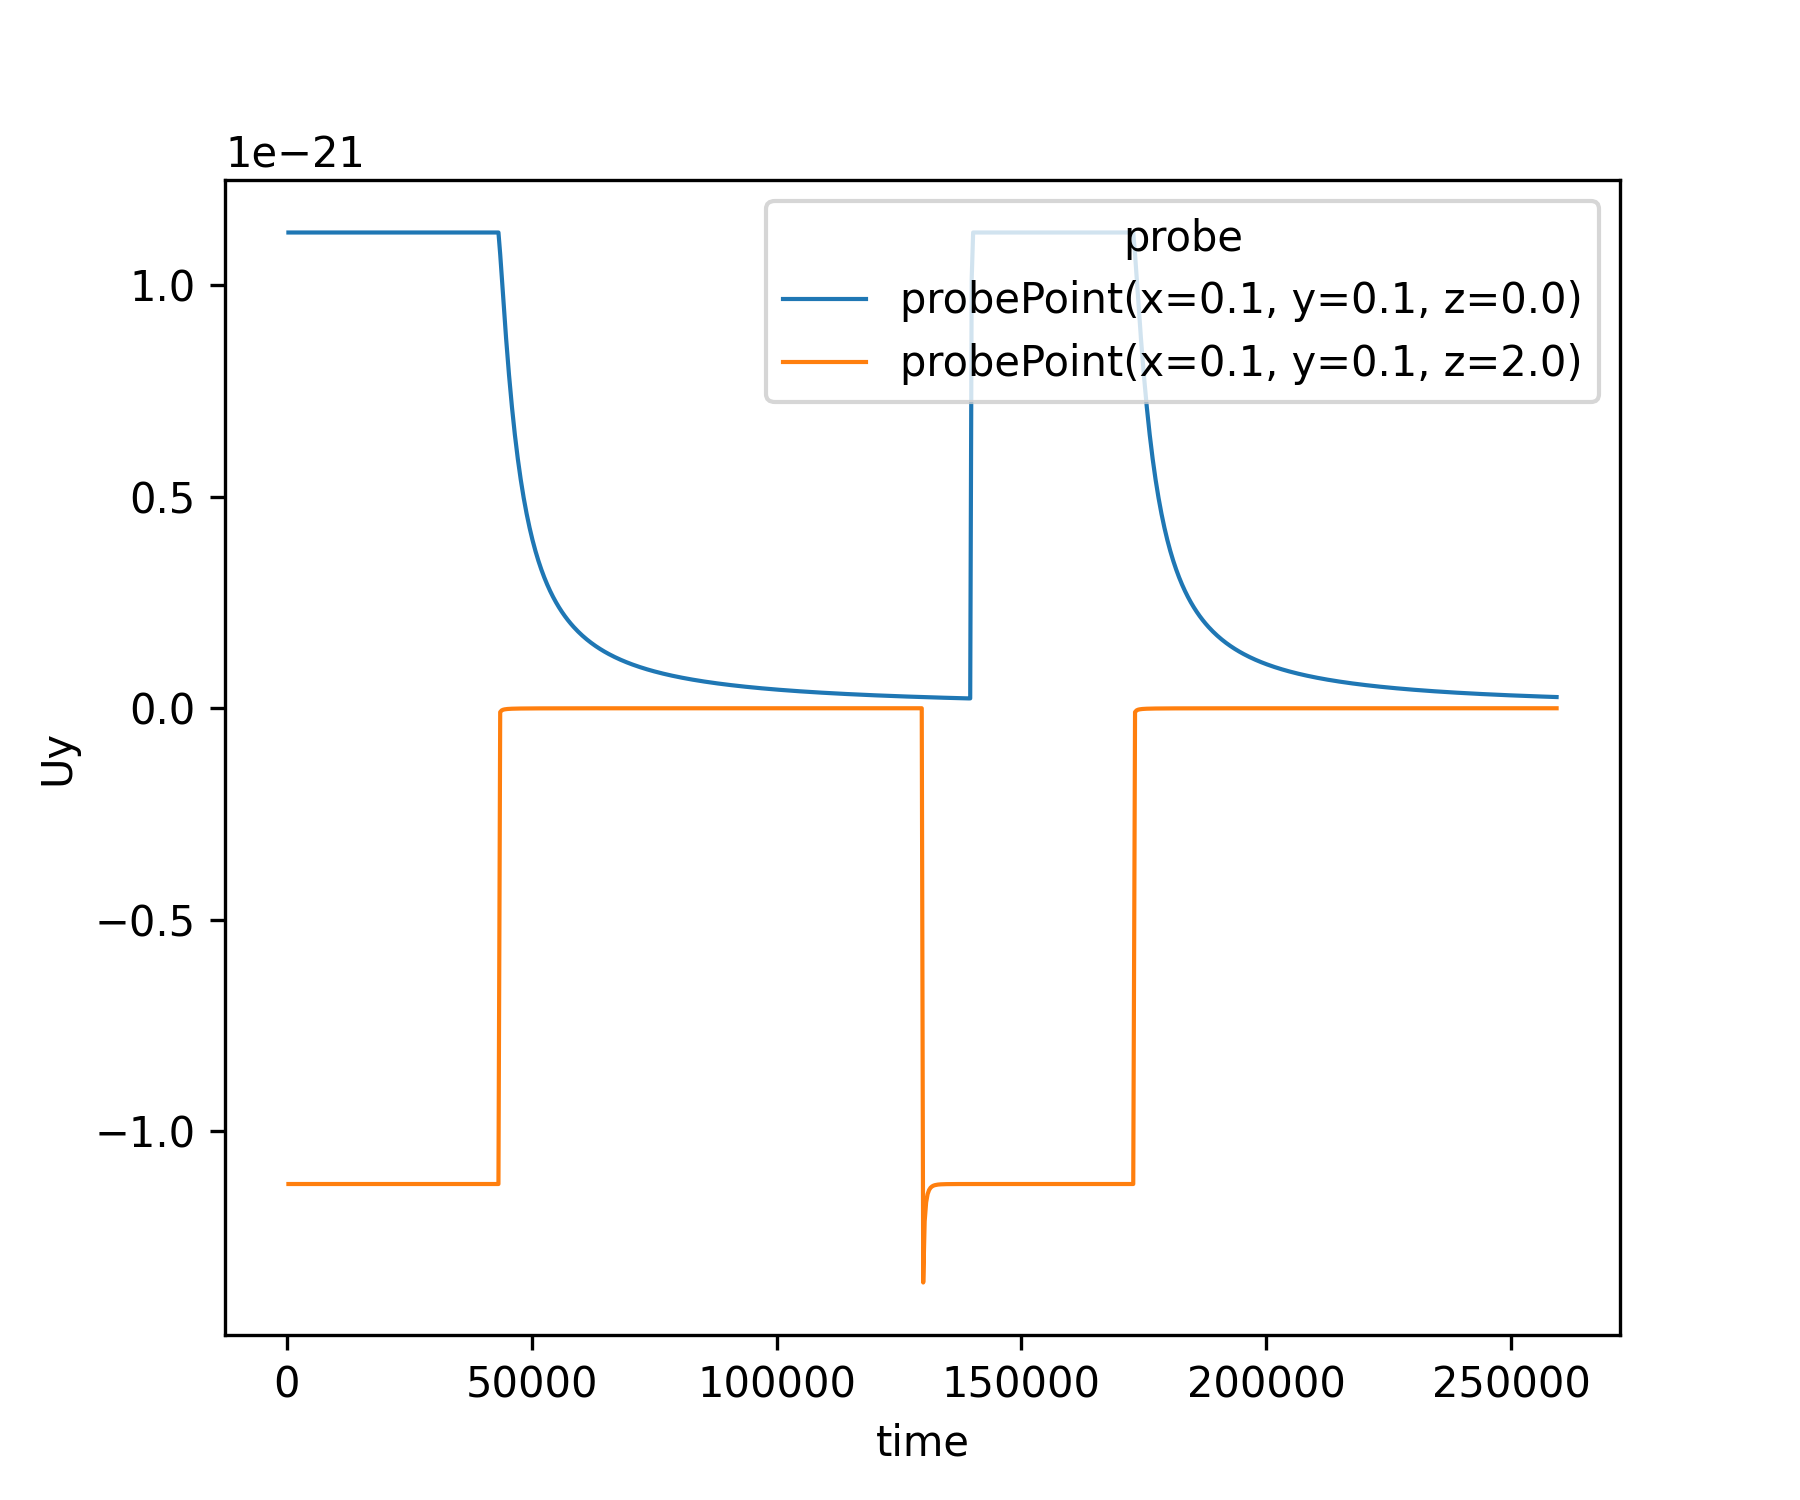 1e−21
probe
probePoint(x=0.1, y=0.1, z=0.0)
probePoint(x=0.1, y=0.1, z=2.0)
1.0
0.5
0.0
−0.5
−1.0
Uy
0 50000 100000 150000 200000 250000
time